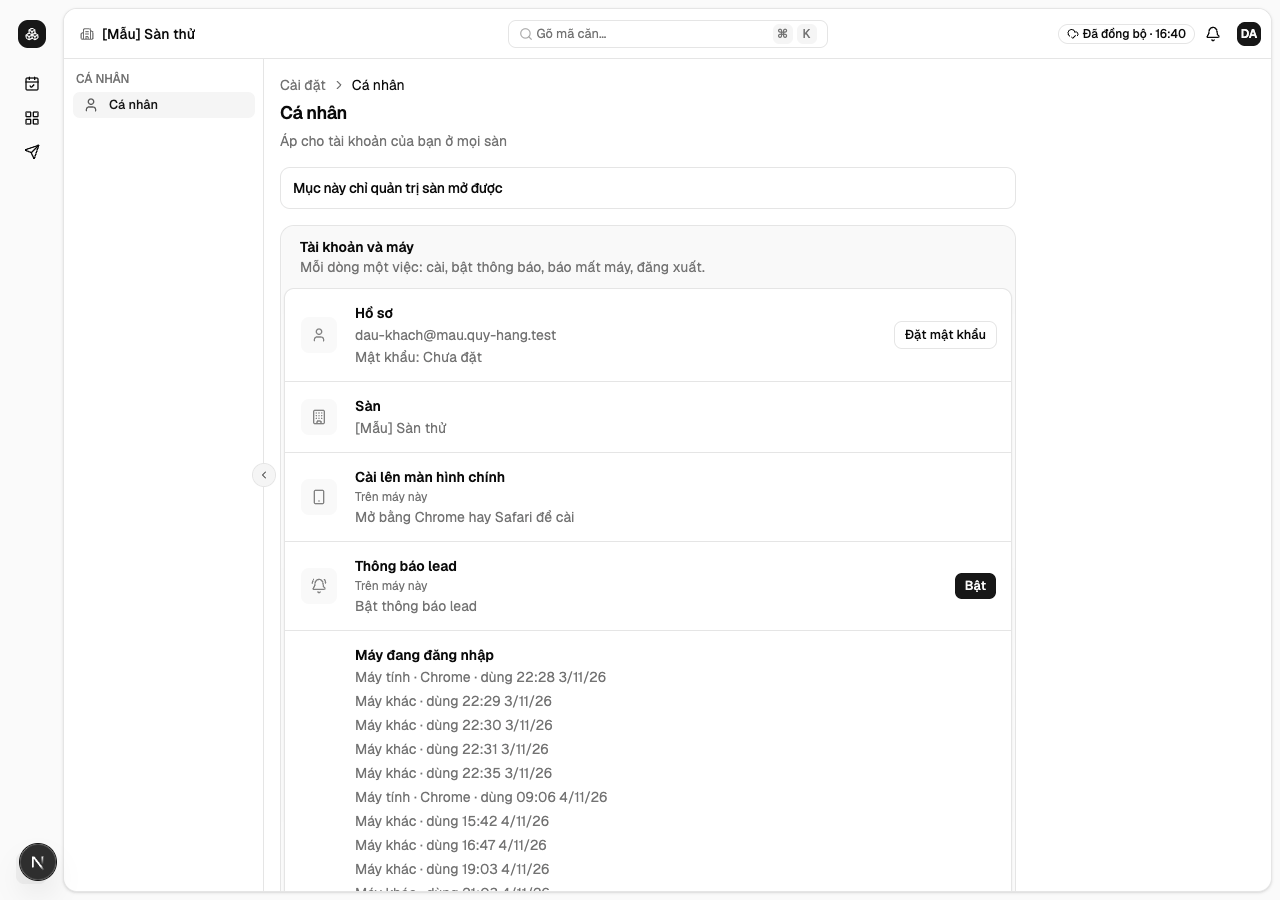 [Mẫu] Sàn thử
Gõ mã căn...
⌘ K
Đã đồng bộ · 16:40
DA
CÁ NHÂN
Cá nhân
Cài đặt > Cá nhân
Cá nhân
Áp cho tài khoản của bạn ở mọi sàn
Mục này chỉ quản trị sàn mở được
Tài khoản và máy
Mỗi dòng một việc: cài, bật thông báo, báo mất máy, đăng xuất.
Hồ sơ
dau-khach@mau.quy-hang.test
Mật khẩu: Chưa đặt
Đặt mật khẩu
Sàn
[Mẫu] Sàn thử
Cài lên màn hình chính
Trên máy này
Mở bằng Chrome hay Safari để cài
Thông báo lead
Trên máy này
Bật thông báo lead
Bật
Máy đang đăng nhập
Máy tính · Chrome · dùng 22:28 3/11/26
Máy khác · dùng 22:29 3/11/26
Máy khác · dùng 22:30 3/11/26
Máy khác · dùng 22:31 3/11/26
Máy khác · dùng 22:35 3/11/26
Máy tính · Chrome · dùng 09:06 4/11/26
Máy khác · dùng 15:42 4/11/26
Máy khác · dùng 16:47 4/11/26
Máy khác · dùng 19:03 4/11/26
N